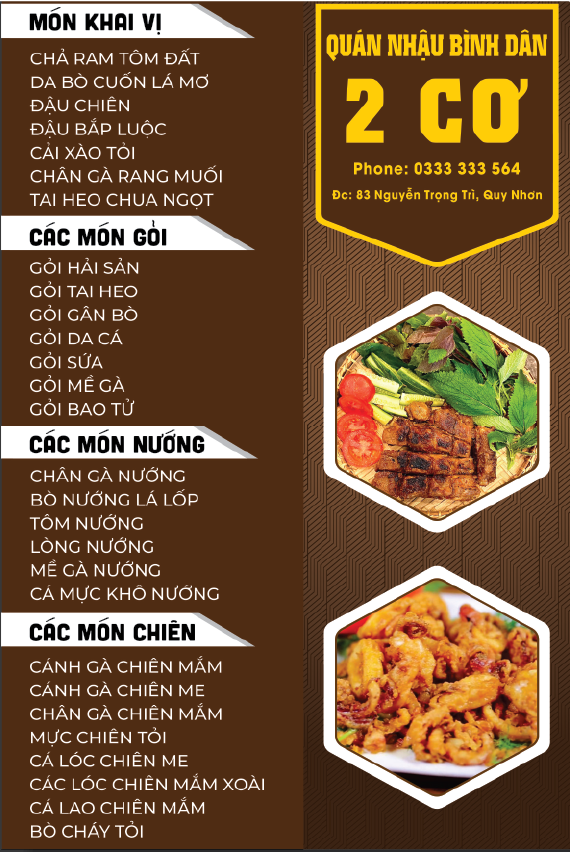 MÓN KHAI VỊ
CHẢ RAM TÔM ĐẤT
DA BÒ CUỐN LÁ MƠ
ĐẬU CHIÊN
ĐẬU BẮP LUỘC
CẢI XÀO TỎI
CHÂN GÀ RANG MUỐI
TAI HEO CHUA NGỌT
CÁC MÓN GỎI
GỎI HẢI SẢN
GỎI TAI HEO
GỎI GÂN BÒ
GỎI DA CÁ
GỎI SỨA
GỎI MỀ GÀ
GỎI BAO TỬ
CÁC MÓN NƯỚNG
CHÂN GÀ NƯỚNG
BÒ NƯỚNG LÁ LỐP
TÔM NƯỚNG
LÒNG NƯỚNG
MỀ GÀ NƯỚNG
CÁ MỰC KHÔ NƯỚNG
CÁC MÓN CHIÊN
CÁNH GÀ CHIÊN MẮM
CÁNH GÀ CHIÊN ME
CHÂN GÀ CHIÊN MẮM
MỰC CHIÊN TỎI
CÁ LÓC CHIÊN ME
CÁC LÓC CHIÊN MẮM XOÀI
CÁ LAO CHIÊN MẮM
BÒ CHÁY TỎI
QUÁN NHẬU BÌNH DÂN
2 CƠ
Phone: 0333 333 564
Đc: 83 Nguyễn Trọng Trì, Quy Nhơn